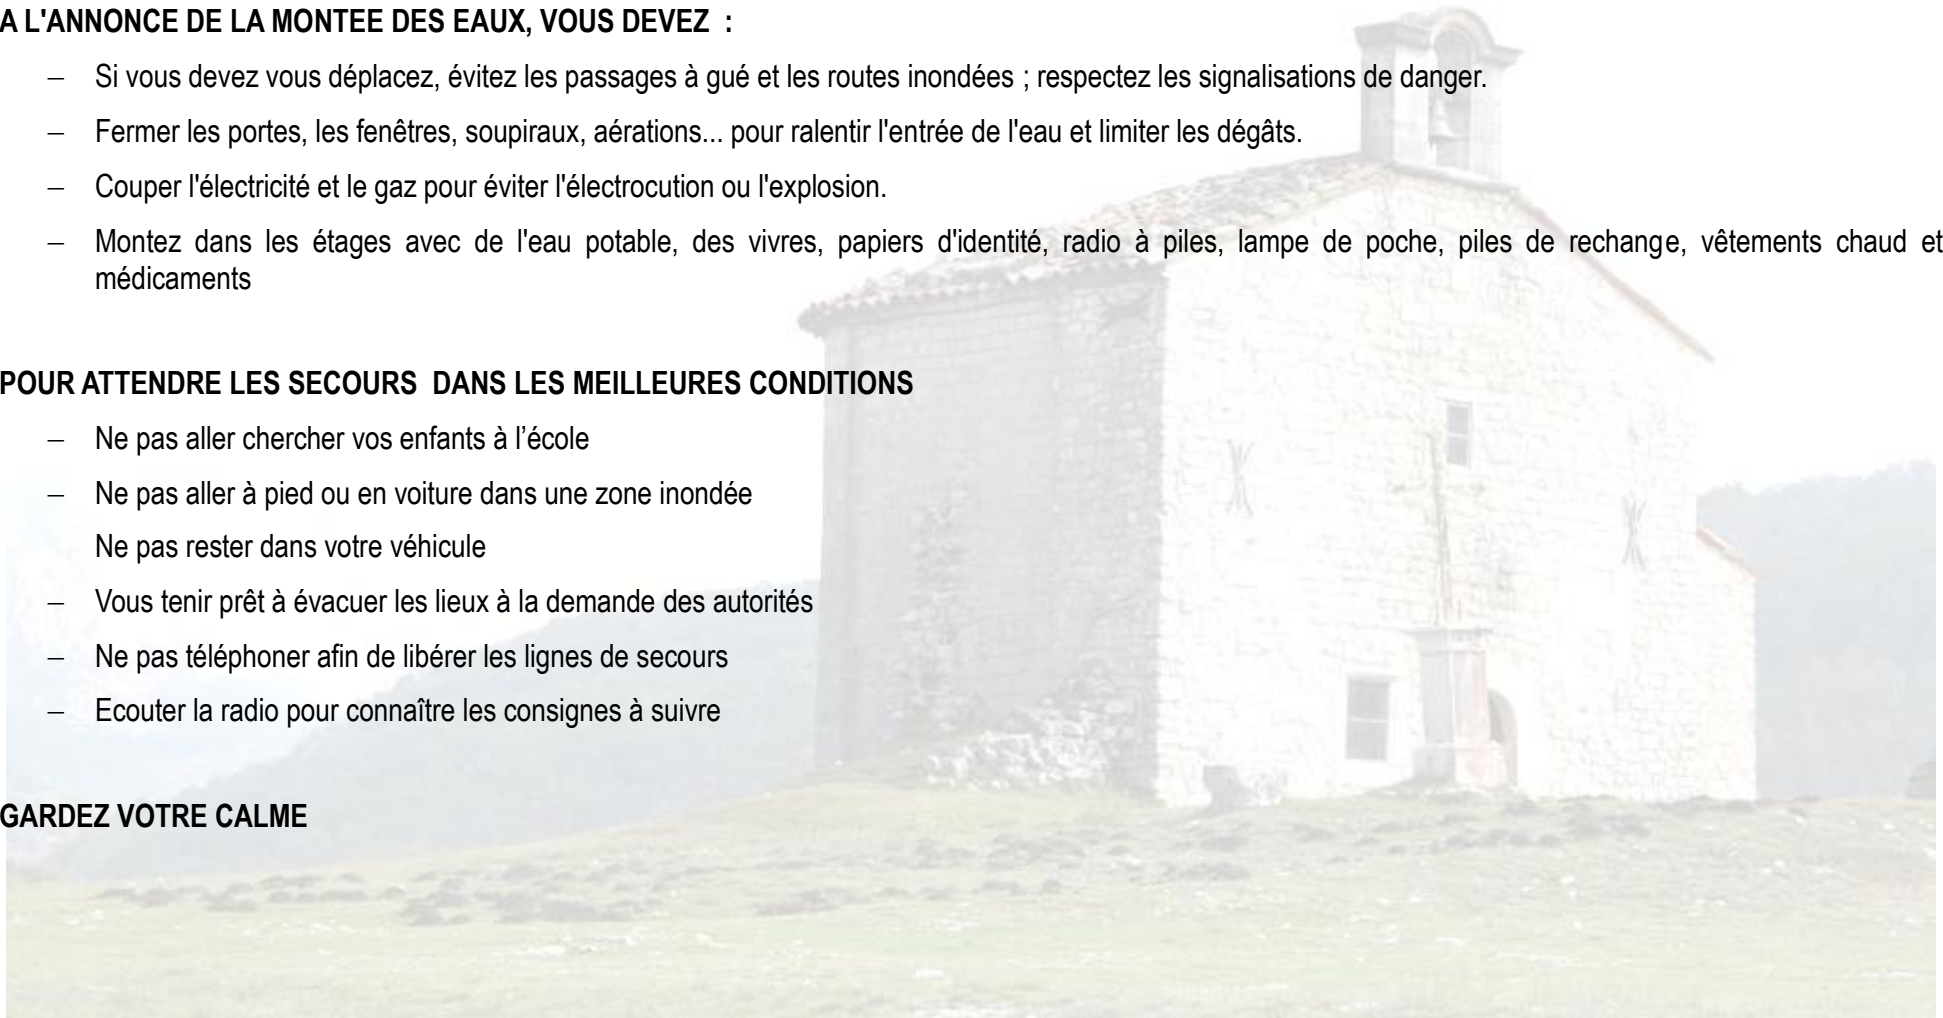 A L'ANNONCE DE LA MONTEE DES EAUX, VOUS DEVEZ :
– Si vous devez vous déplacez, évitez les passages à gué et les routes inondées ; respectez les signalisations de danger.
– Fermer les portes, les fenêtres, soupiraux, aérations... pour ralentir l'entrée de l'eau et limiter les dégâts.
– Couper l'électricité et le gaz pour éviter l'électrocution ou l'explosion.
– Montez dans les étages avec de l'eau potable, des vivres, papiers d'identité, radio à piles, lampe de poche, piles de rechange, vêtements chaud et
médicaments
POUR ATTENDRE LES SECOURS DANS LES MEILLEURES CONDITIONS
– Ne pas aller chercher vos enfants à l’école
– Ne pas aller à pied ou en voiture dans une zone inondée
Ne pas rester dans votre véhicule
– Vous tenir prêt à évacuer les lieux à la demande des autorités
– Ne pas téléphoner afin de libérer les lignes de secours
– Ecouter la radio pour connaître les consignes à suivre
GARDEZ VOTRE CALME